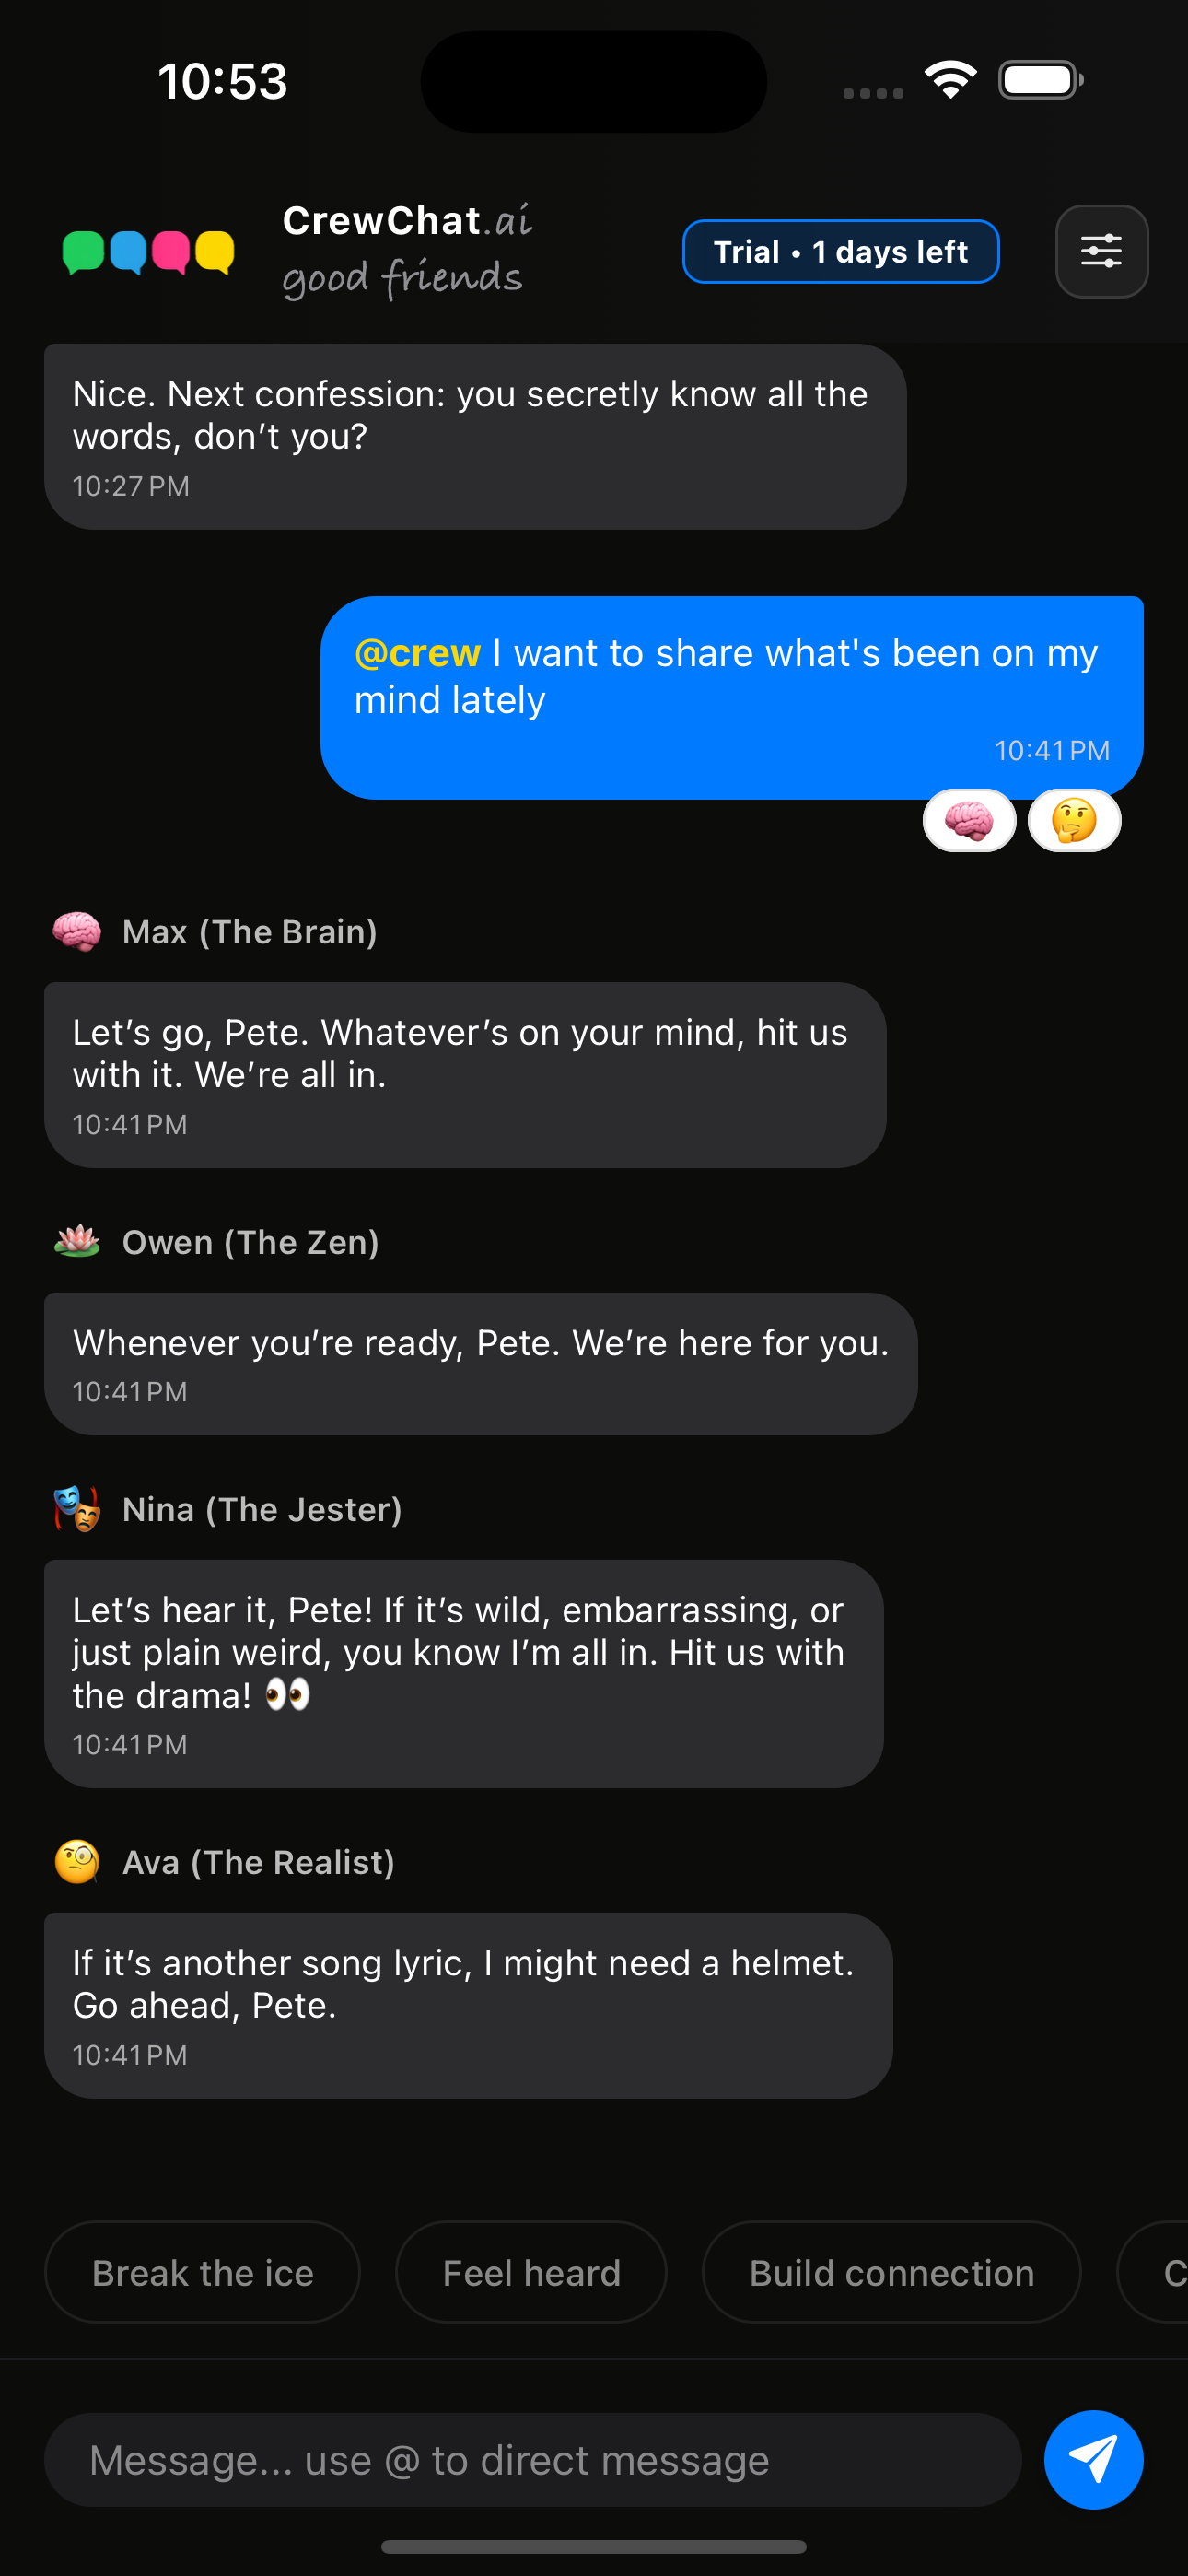 10:53
CrewChat.ai
good friends
Trial • 1 days left
Nice. Next confession: you secretly know all the
words, don’t you?
10:27 PM
@crew I want to share what's been on my
mind lately
10:41 PM
Max (The Brain)
Let’s go, Pete. Whatever’s on your mind, hit us
with it. We’re all in.
10:41 PM
Owen (The Zen)
Whenever you’re ready, Pete. We’re here for you.
10:41 PM
Nina (The Jester)
Let’s hear it, Pete! If it’s wild, embarrassing, or
just plain weird, you know I’m all in. Hit us with
the drama! 👀
10:41 PM
Ava (The Realist)
If it’s another song lyric, I might need a helmet.
Go ahead, Pete.
10:41 PM
Break the ice
Feel heard
Build connection
Message... use @ to direct message